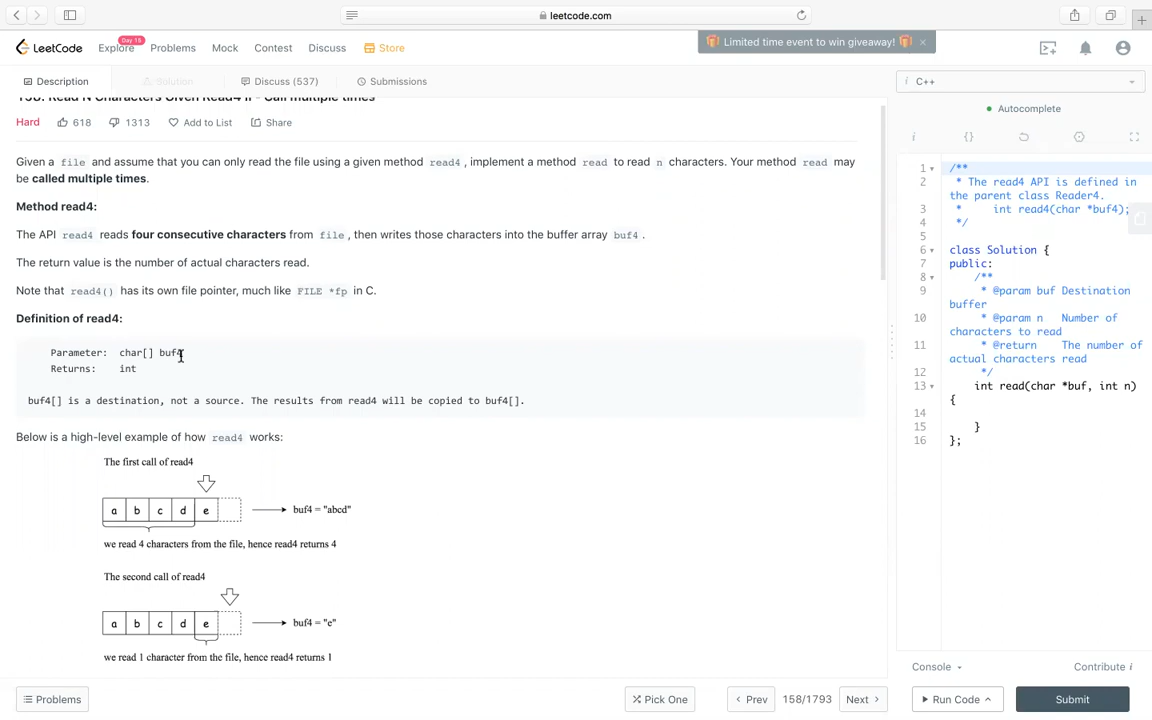 leetcode.com
LeetCode
Explore
Day 15
Problems
Mock
Contest
Discuss
Store
Limited time event to win giveaway!
Description
Solution
Discuss (537)
Submissions
C++
158. Read N Characters Given Read4 II - Call multiple times
Autocomplete
Hard
618
1313
Add to List
Share
Given a file and assume that you can only read the file using a given method read4, implement a method read to read n characters. Your method read may
be called multiple times.
Method read4:
The API read4 reads four consecutive characters from file, then writes those characters into the buffer array buf4.
The return value is the number of actual characters read.
Note that read4() has its own file pointer, much like FILE *fp in C.
Definition of read4:
Parameter: char[] buf4
Returns: int
buf4[] is a destination, not a source. The results from read4 will be copied to buf4[].
Below is a high-level example of how read4 works:
The first call of read4
a b c d e
buf4 = "abcd"
we read 4 characters from the file, hence read4 returns 4
The second call of read4
a b c d e
buf4 = "e"
we read 1 character from the file, hence read4 returns 1
1 /**
2 * The read4 API is defined in
the parent class Reader4.
3 * int read4(char *buf4);
4 */
5
6 class Solution {
7 public:
8 /**
9 * @param buf Destination
buffer
10 * @param n Number of
characters to read
11 * @return The number of
actual characters read
12 */
13 int read(char *buf, int n)
{
14
15 }
16 };
Problems
Pick One
Prev
158/1793
Next
Console
Contribute i
Run Code
Submit